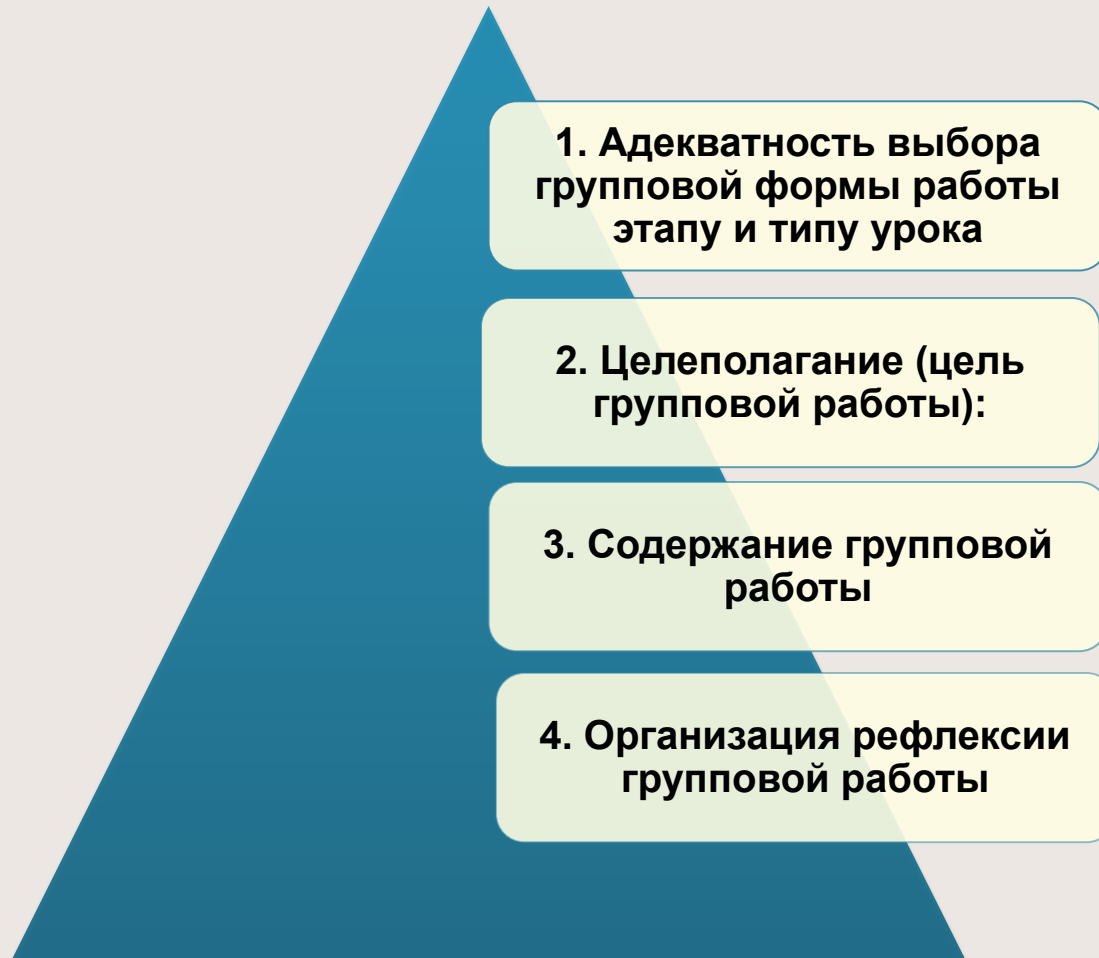 1. Адекватность выбора
групповой формы работы
этапу и типу урока
2. Целеполагание (цель
групповой работы):
3. Содержание групповой
работы
4. Организация рефлексии
групповой работы